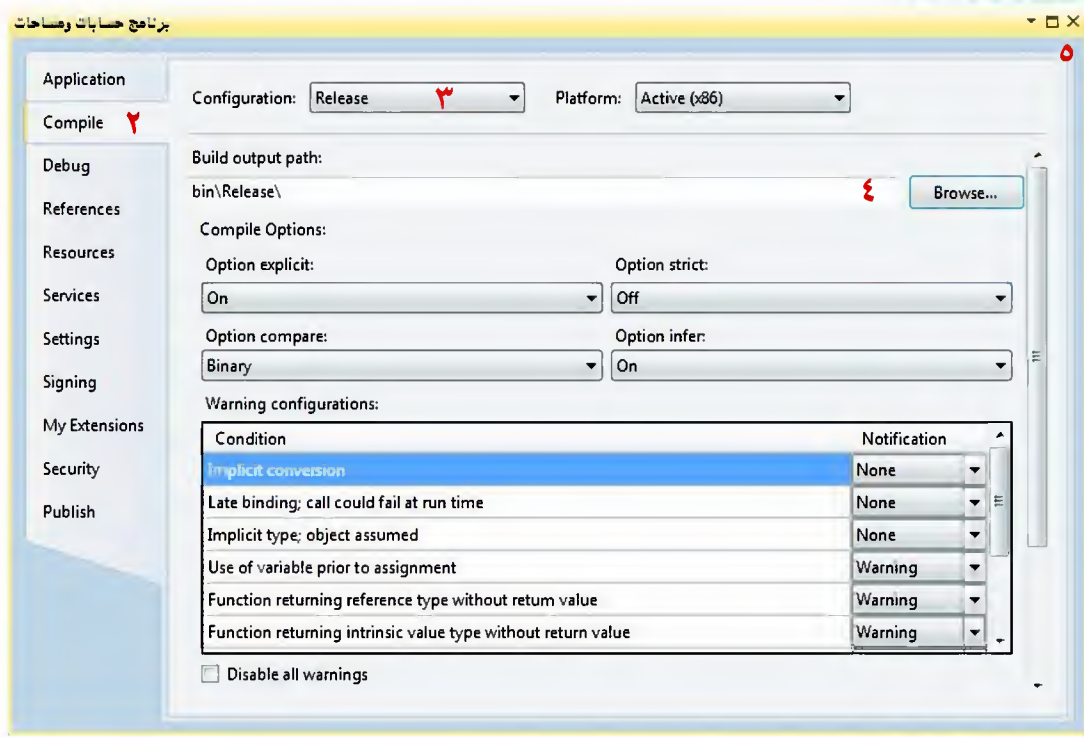 برنامج حسابات ومساحات
٥
Application
Compile ٢
Debug
References
Resources
Services
Settings
Signing
My Extensions
Security
Publish
Configuration: Release ٣ Platform: Active (x86)
Build output path:
bin\Release\ ٤ Browse...
Compile Options:
Option explicit: Option strict:
On Off
Option compare: Option infer:
Binary On
Warning configurations:
Condition Notification
Implicit conversion None
Late binding; call could fail at run time None
Implicit type; object assumed None
Use of variable prior to assignment Warning
Function returning reference type without return value Warning
Function returning intrinsic value type without return value Warning
Disable all warnings